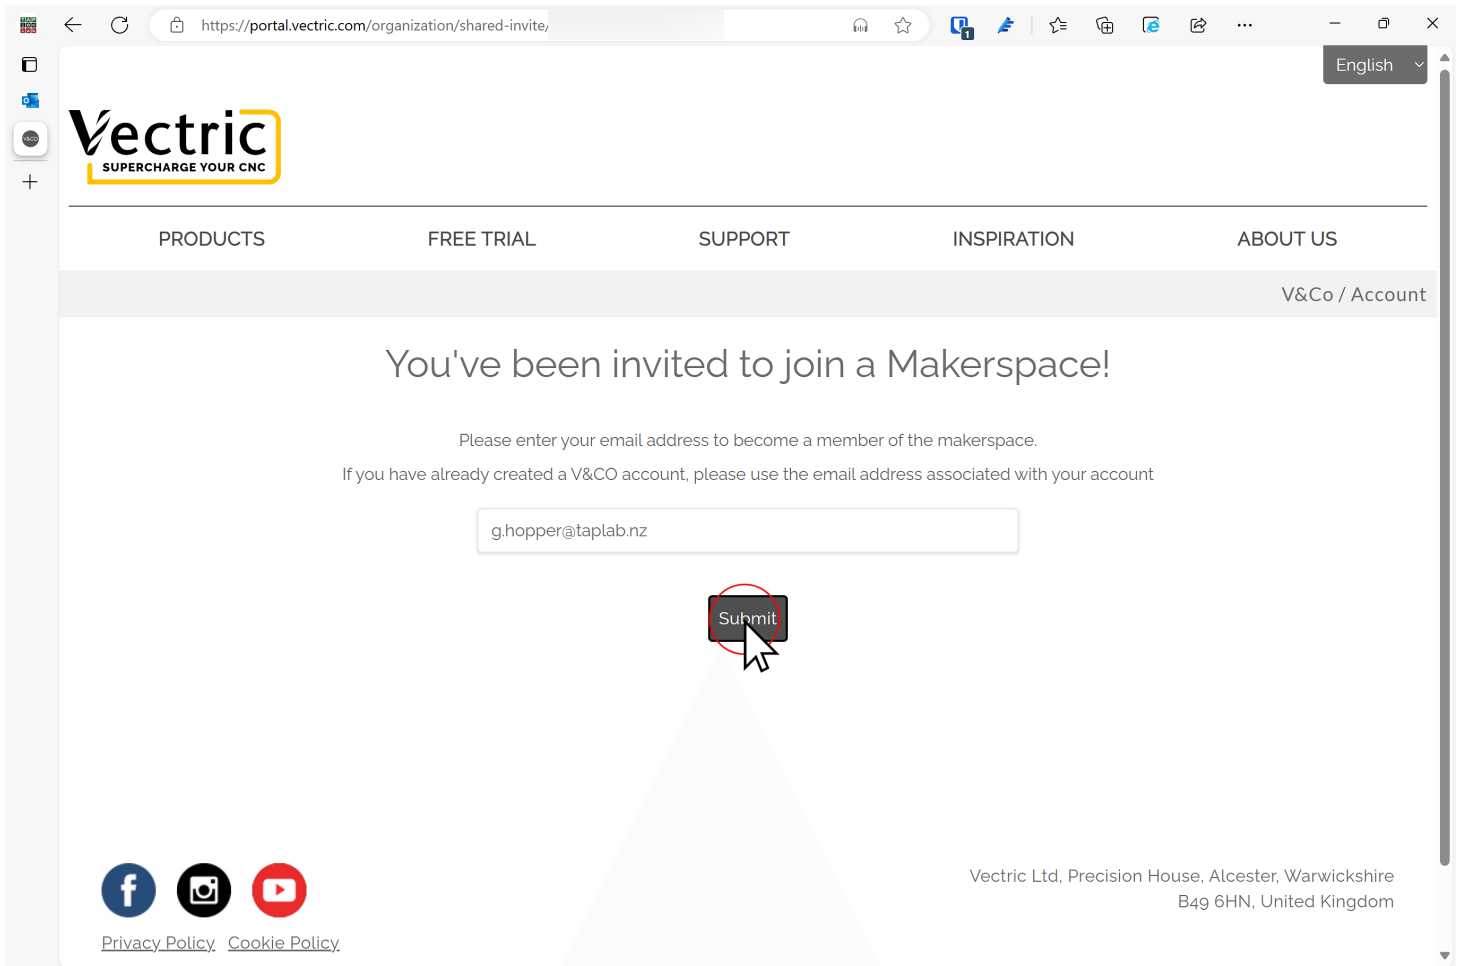 https://portal.vectric.com/organization/shared-invite/
1
English
Vectric
SUPERCHARGE YOUR CNC
PRODUCTS FREE TRIAL SUPPORT INSPIRATION ABOUT US
V&Co / Account
You've been invited to join a Makerspace!
Please enter your email address to become a member of the makerspace.
If you have already created a V&CO account, please use the email address associated with your account
g.hopper@taplab.nz
Submit
Vectric Ltd, Precision House, Alcester, Warwickshire
B49 6HN, United Kingdom
Privacy Policy Cookie Policy